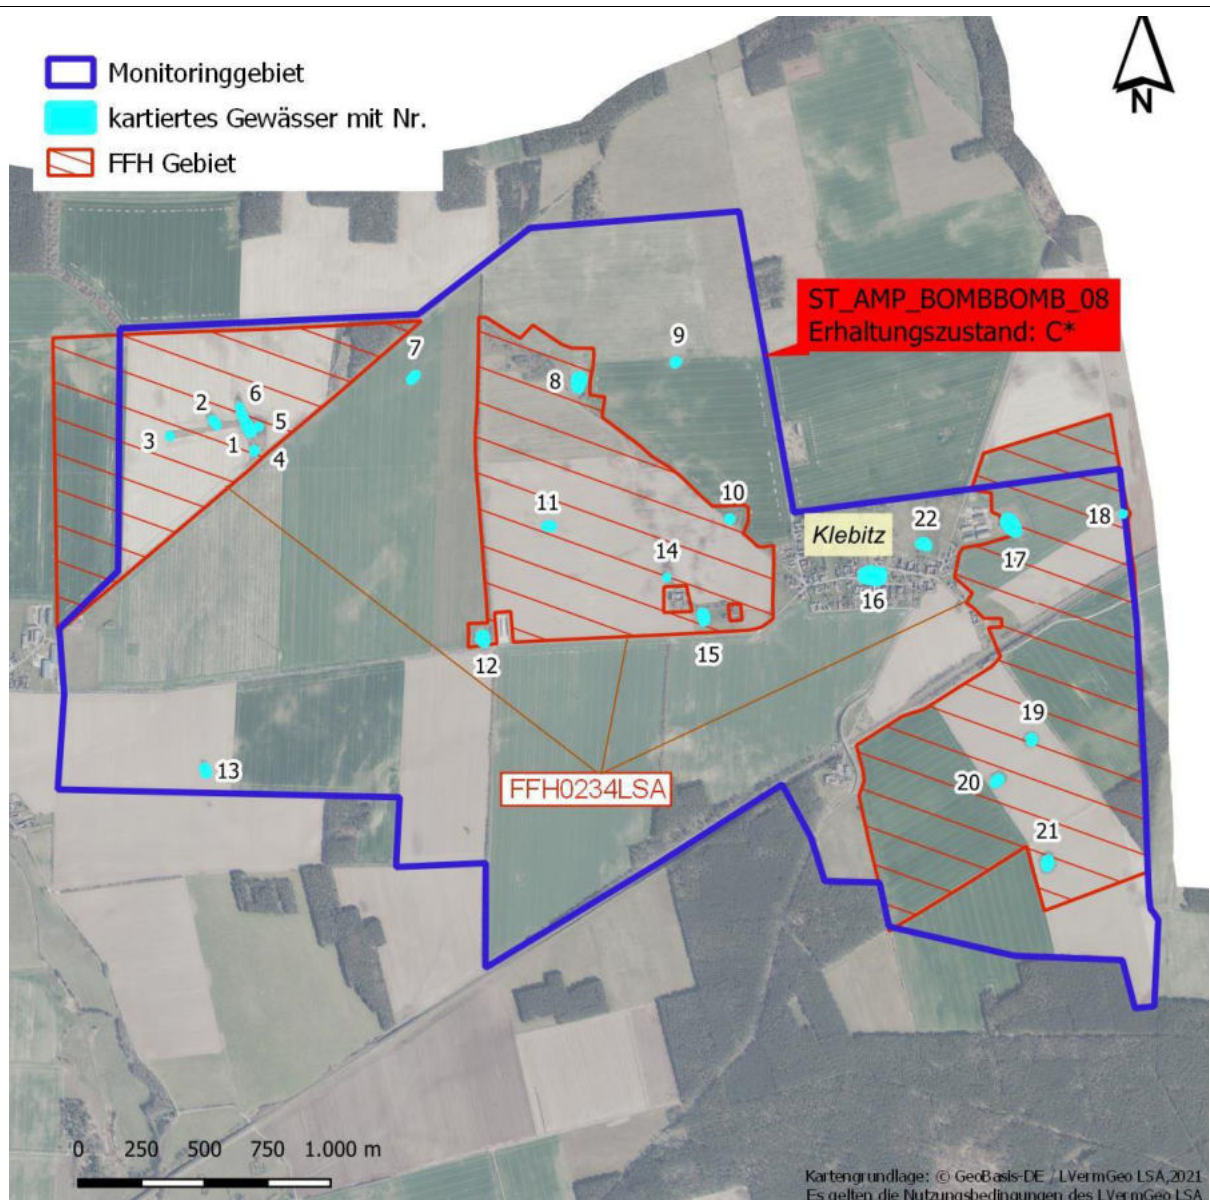 Monitoringgebiet
kartiertes Gewässer mit Nr.
FFH Gebiet
N
ST_AMP_BOMBBOMB_08
Erhaltungszustand: C*
9
7
8
6
2
5
3
1
4
10
11
22
18
Klebitz
17
14
16
15
12
19
13
20
FFH0234LSA
21
0 250 500 750 1.000 m
Kartengrundlage: © GeoBasis-DE / LVermGeo LSA,2021
Es gelten die Nutzungsbedingungen des LVermGeo LSA